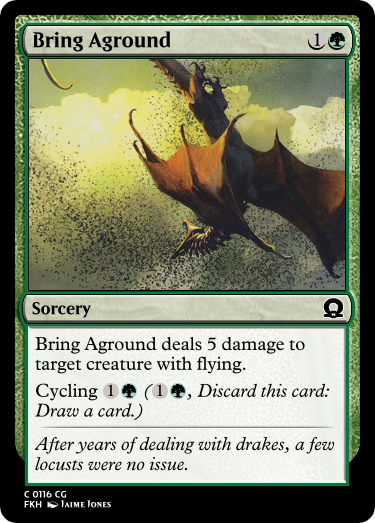 Bring Aground 1
Sorcery
Bring Aground deals 5 damage to
target creature with flying.
Cycling 1 (1, Discard this card:
Draw a card.)
After years of dealing with drakes, a few
locusts were no issue.
C 0116 CG
FKH Jaime Jones